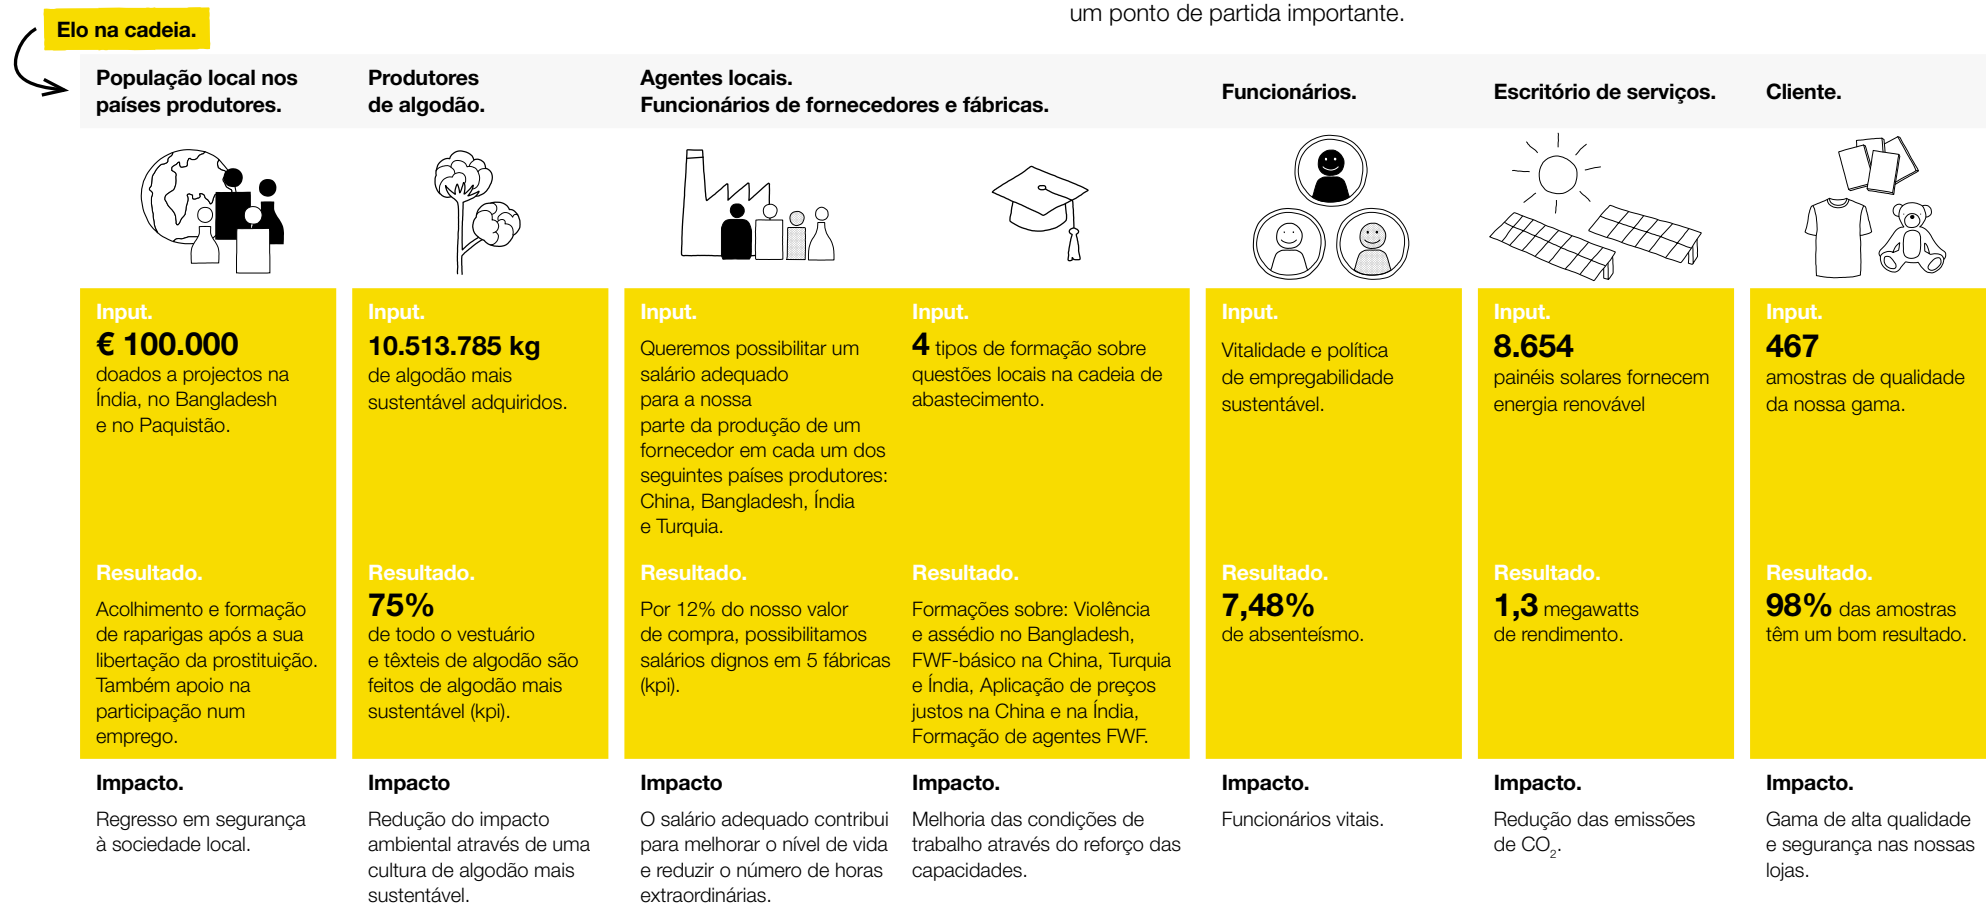 um ponto de partida importante.
Elo na cadeia.
População local nos
países produtores.
Produtores
de algodão.
Agentes locais.
Funcionários de fornecedores e fábricas.
Funcionários.
Escritório de serviços.
Cliente.
Input.
€ 100.000
doados a projectos na
Índia, no Bangladesh
e no Paquistão.
Input.
10.513.785 kg
de algodão mais
sustentável adquiridos.
Input.
Queremos possibilitar um
salário adequado
para a nossa
parte da produção de um
fornecedor em cada um dos
seguintes países produtores:
China, Bangladesh, Índia
e Turquia.
Input.
4 tipos de formação sobre
questões locais na cadeia de
abastecimento.
Input.
Vitalidade e política
de empregabilidade
sustentável.
Input.
8.654
painéis solares fornecem
energia renovável
Input.
467
amostras de qualidade
da nossa gama.
Resultado.
Acolhimento e formação
de raparigas após a sua
libertação da prostituição.
Também apoio na
participação num
emprego.
Resultado.
75%
de todo o vestuário
e têxteis de algodão são
feitos de algodão mais
sustentável (kpi).
Resultado.
Por 12% do nosso valor
de compra, possibilitamos
salários dignos em 5 fábricas
(kpi).
Resultado.
Formações sobre: Violência
e assédio no Bangladesh,
FWF-básico na China, Turquia
e Índia, Aplicação de preços
justos na China e na Índia,
Formação de agentes FWF.
Resultado.
7,48%
de absenteísmo.
Resultado.
1,3 megawatts
de rendimento.
Resultado.
98% das amostras
têm um bom resultado.
Impacto.
Regresso em segurança
à sociedade local.
Impacto
Redução do impacto
ambiental através de uma
cultura de algodão mais
sustentável.
Impacto
O salário adequado contribui
para melhorar o nível de vida
e reduzir o número de horas
extraordinárias.
Impacto.
Melhoria das condições de
trabalho através do reforço das
capacidades.
Impacto.
Funcionários vitais.
Impacto.
Redução das emissões
de CO₂.
Impacto.
Gama de alta qualidade
e segurança nas nossas
lojas.